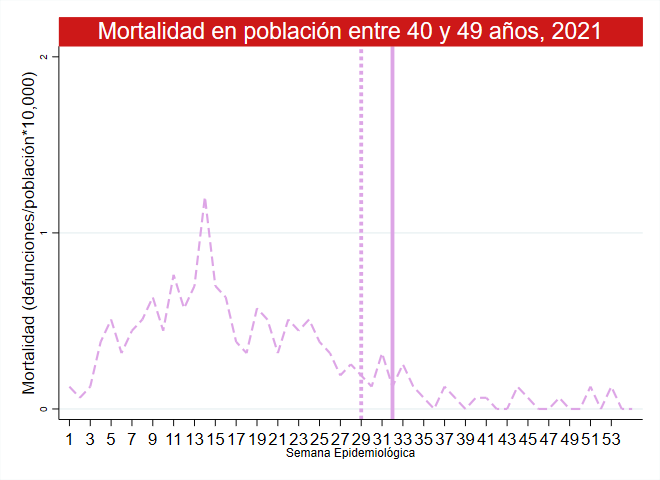 Mortalidad en población entre 40 y 49 años, 2021
Mortalidad (defunciones/población*10,000)
2
1
0
1 3 5 7 9 11 13 15 17 19 21 23 25 27 29 31 33 35 37 39 41 43 45 47 49 51 53
Semana Epidemiológica